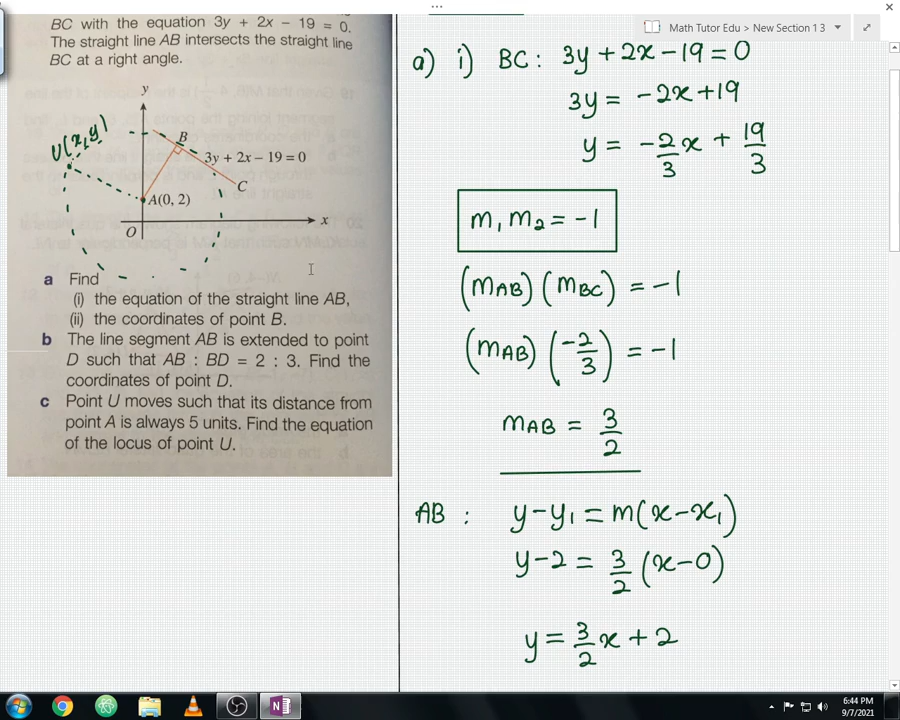 BC with the equation 3y + 2x − 19 = 0.
The straight line AB intersects the straight line
BC at a right angle.
y
U(x,y)
B
3y + 2x − 19 = 0
C
A(0, 2)
x
O
a Find
(i) the equation of the straight line AB,
(ii) the coordinates of point B.
b The line segment AB is extended to point
D such that AB : BD = 2 : 3. Find the
coordinates of point D.
c Point U moves such that its distance from
point A is always 5 units. Find the equation
of the locus of point U.
Math Tutor Edu > New Section 13
a) i) BC: 3y + 2x − 19 = 0
3y = −2x + 19
y = −2/3 x + 19/3
m₁ m₂ = −1
(mAB) (mBC) = −1
(mAB) (−2/3) = −1
mAB = 3/2
AB : y − y₁ = m(x − x₁)
y − 2 = 3/2 (x − 0)
y = 3/2 x + 2
6:44 PM
9/7/2021